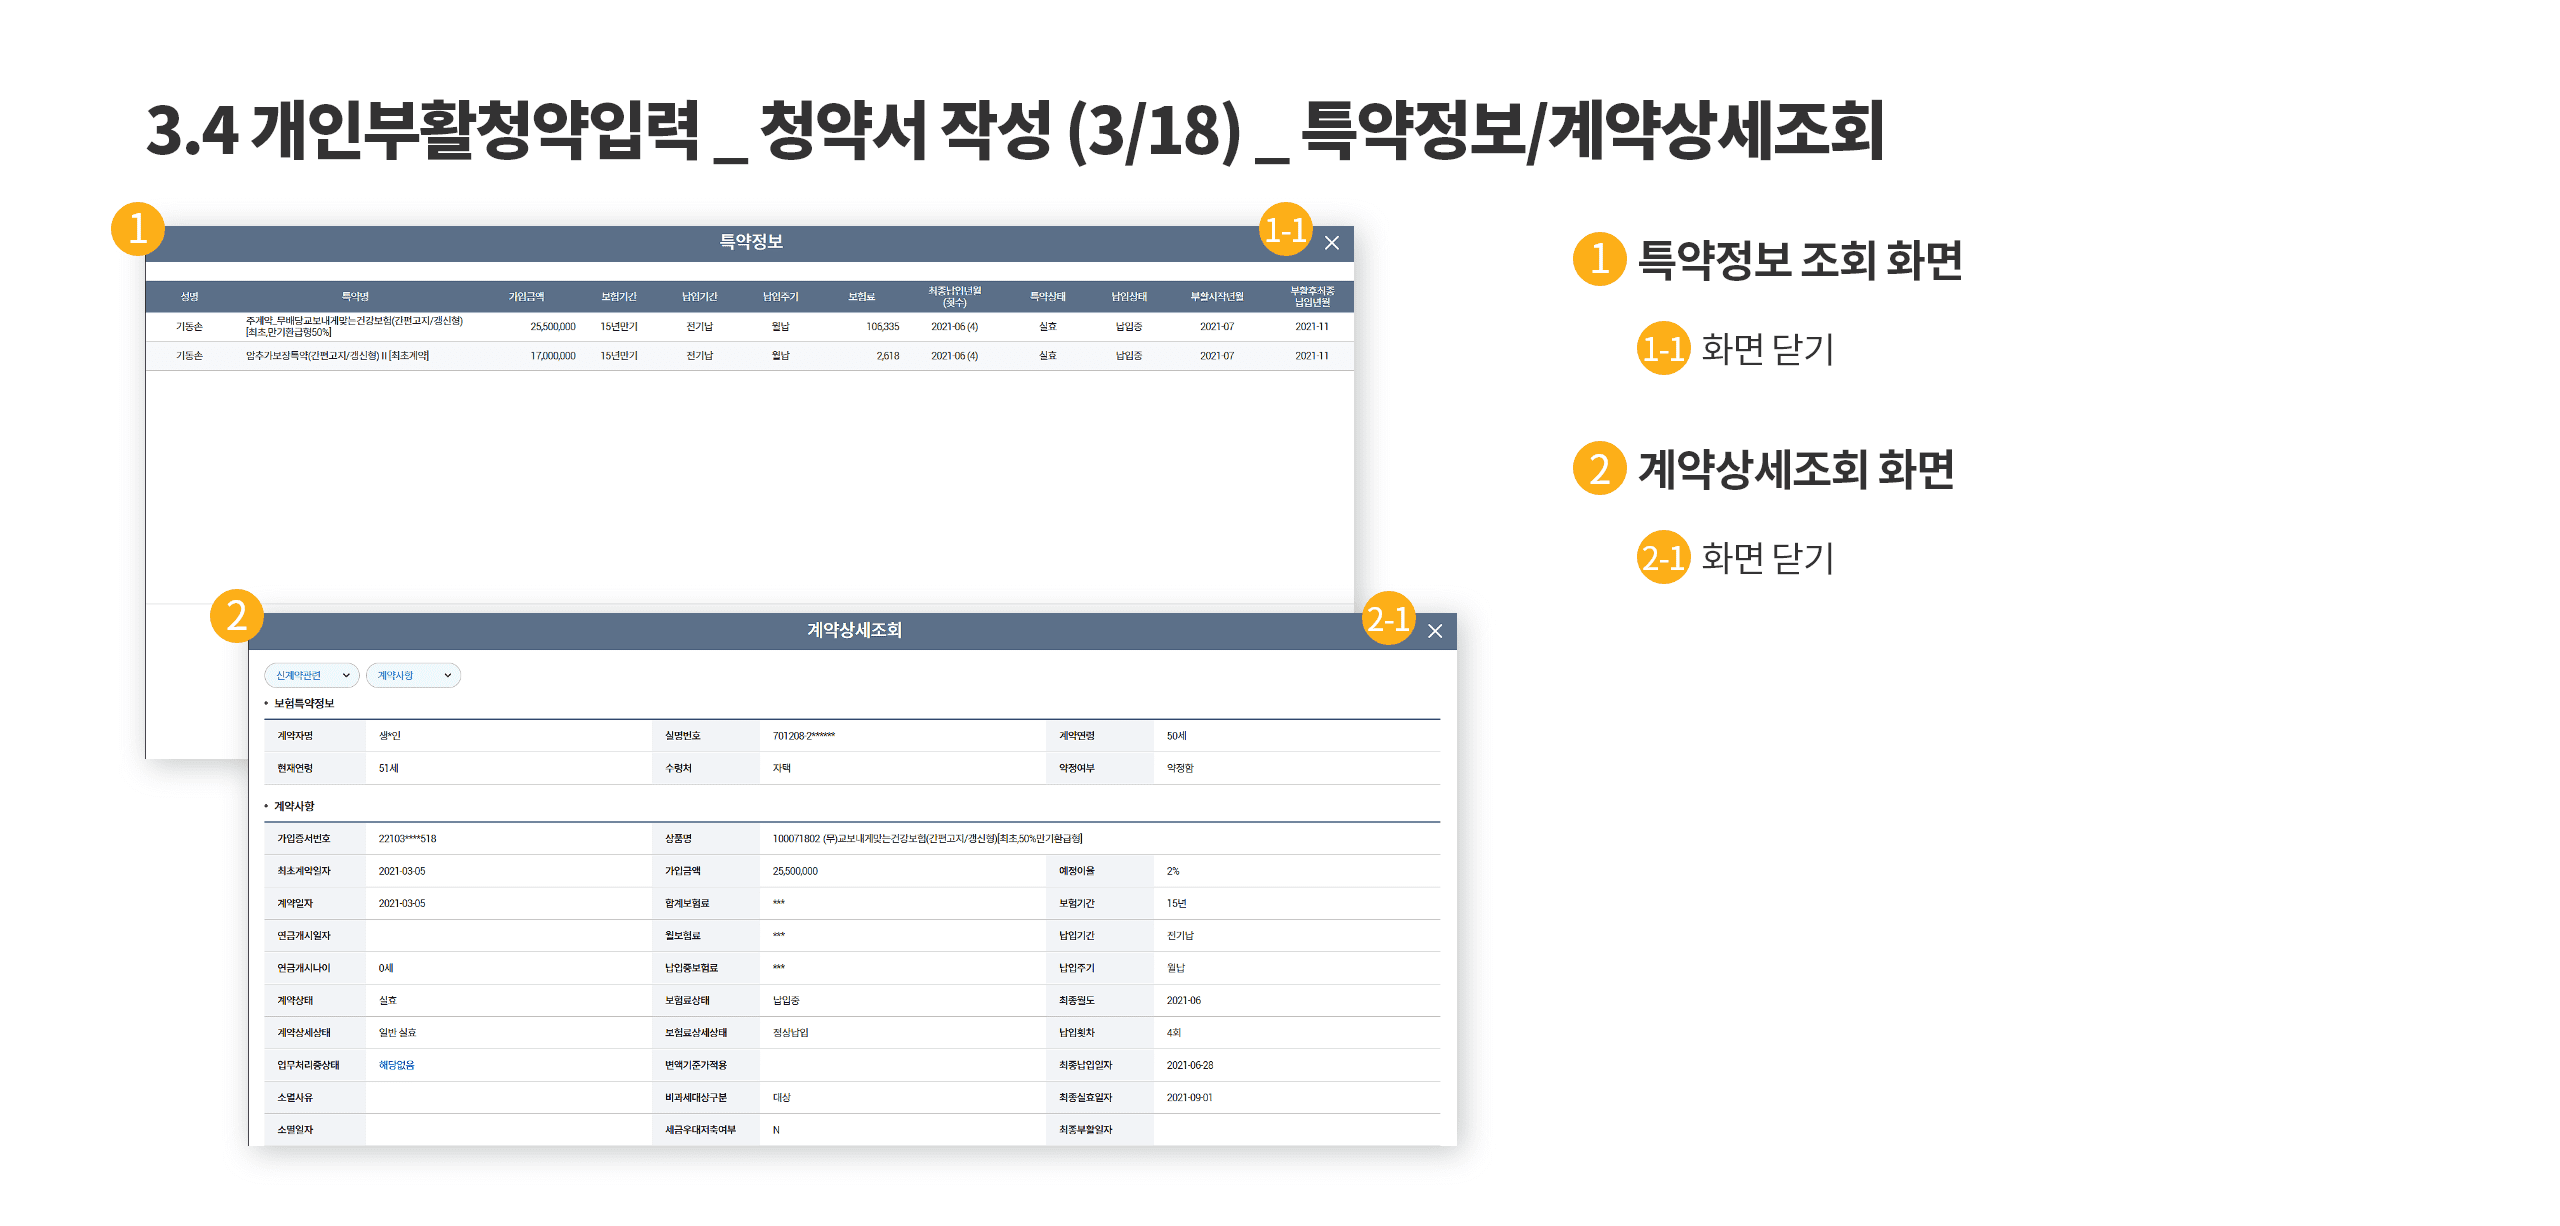 3.4 개인부활청약입력 _ 청약서 작성 (3/18) _ 특약정보/계약상세조회
1
특약정보
1-1
성명 특약명 가입금액 보험기간 납입기간 납입주기 보험료 최종납입년월 (횟수) 특약상태 납입상태 부활시작년월 부활후최종 납입년월
기동손 주계약_무배당교보내게맞는건강보험(간편고지/갱신형) [최초,만기환급형50%] 25,500,000 15년만기 전기납 월납 106,335 2021-06 (4) 실효 납입중 2021-07 2021-11
기동손 암추가보장특약(간편고지/갱신형) II [최초계약] 17,000,000 15년만기 전기납 월납 2,618 2021-06 (4) 실효 납입중 2021-07 2021-11
2
계약상세조회
2-1
신계약관련 계약사항
• 보험특약정보
계약자명 생*인 실명번호 701208-2****** 계약연령 50세
현재연령 51세 수령처 자택 약정여부 약정함
• 계약사항
가입증서번호 22103****518 상품명 100071802 (무)교보내게맞는건강보험(간편고지/갱신형)[최초,50%만기환급형]
최초계약일자 2021-03-05 가입금액 25,500,000 예정이율 2%
계약일자 2021-03-05 합계보험료 *** 보험기간 15년
연금개시일자 월보험료 *** 납입기간 전기납
연금개시나이 0세 납입중보험료 *** 납입주기 월납
계약상태 실효 보험료상태 납입중 최종월도 2021-06
계약상세상태 일반 실효 보험료상세상태 정상납입 납입횟차 4회
업무처리중상태 해당없음 변액기준가적용 최종납입일자 2021-06-28
소멸사유 비과세대상구분 대상 최종실효일자 2021-09-01
소멸일자 세금우대저축여부 N 최종부활일자
1 특약정보 조회 화면
1-1 화면 닫기
2 계약상세조회 화면
2-1 화면 닫기